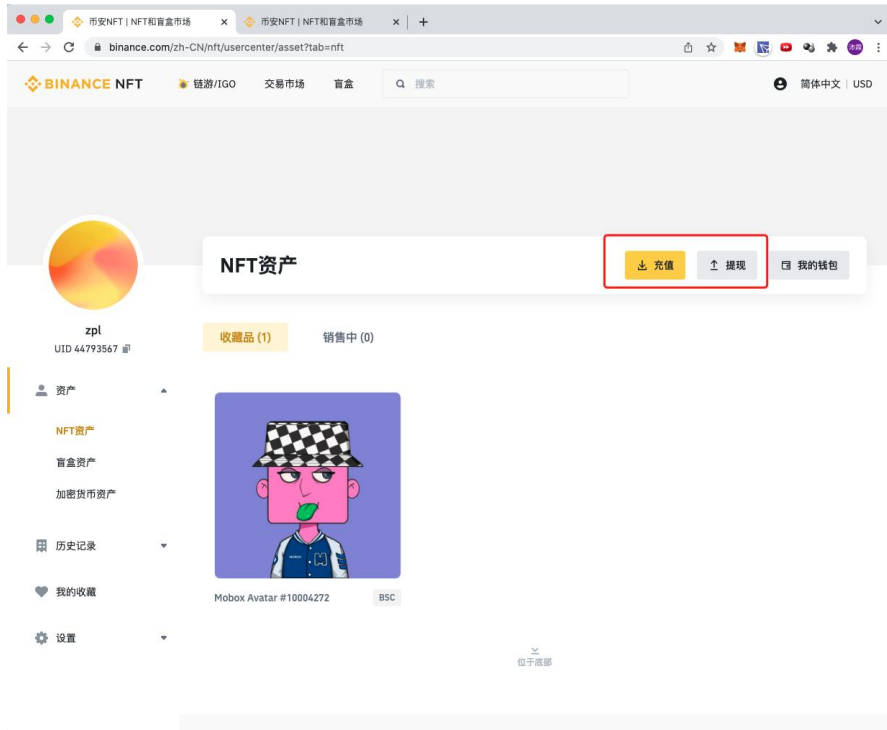 币安NFT | NFT和盲盒市场
币安NFT | NFT和盲盒市场
binance.com/zh-CN/nft/usercenter/asset?tab=nft
沐霖
BINANCE NFT
链游/IGO
交易市场
盲盒
搜索
简体中文 | USD
NFT资产
充值
提现
我的钱包
zpl
UID 44793567
收藏品 (1)
销售中 (0)
资产
NFT资产
盲盒资产
加密货币资产
历史记录
我的收藏
设置
Mobox Avatar #10004272
BSC
位于底部